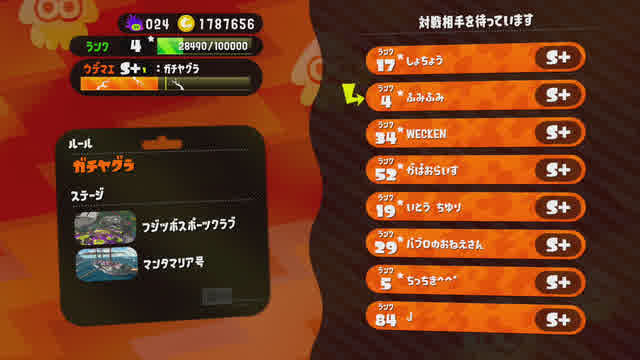 024 1787656
ランク 4★ 28490/100000
ウデマエ S+1 :ガチヤグラ
ルール
ガチヤグラ
ステージ
フジツボスポーツクラブ
マンタマリア号
対戦相手を待っています
ランク 17★ しょちょう S+
ランク 4★ ふみふみ S+
ランク 34★ WECKEN S+
ランク 52★ がぱおらいす S+
ランク 19★ いとう ちゆり S+
ランク 29★ パブロのおねえさん S+
ランク 5★ ちっちき^^* S+
ランク 84 J S+